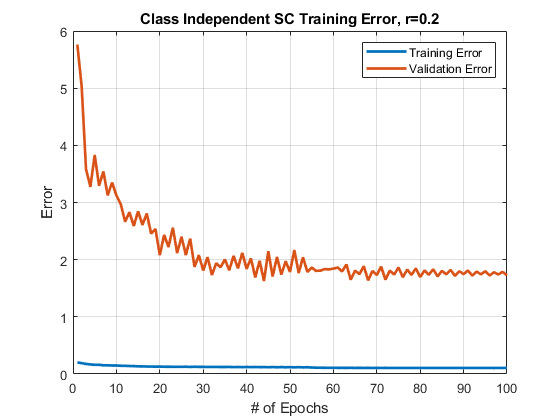 Class Independent SC Training Error, r=0.2
Training Error
Validation Error
6
5
4
3
2
1
0
Error
0 10 20 30 40 50 60 70 80 90 100
# of Epochs